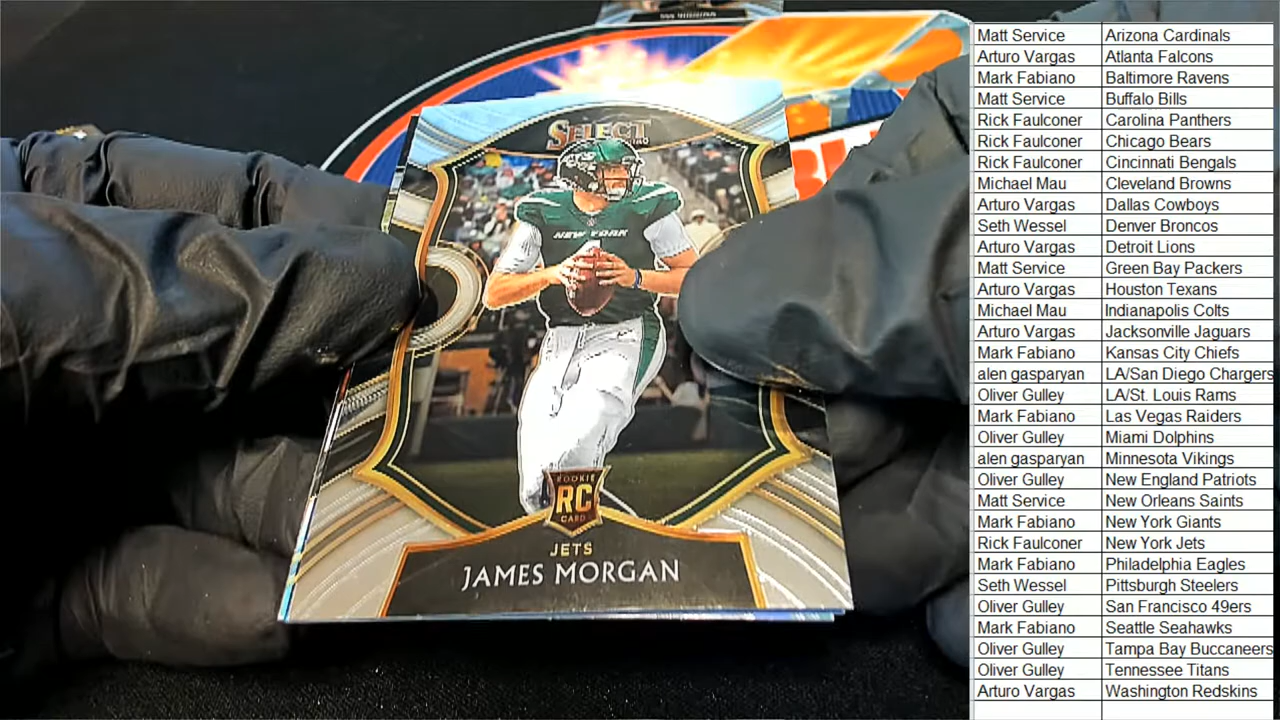 SELECT
NEW YORK
ROOKIE
RC
CARD
JETS
JAMES MORGAN
Matt Service Arizona Cardinals
Arturo Vargas Atlanta Falcons
Mark Fabiano Baltimore Ravens
Matt Service Buffalo Bills
Rick Faulconer Carolina Panthers
Rick Faulconer Chicago Bears
Rick Faulconer Cincinnati Bengals
Michael Mau Cleveland Browns
Arturo Vargas Dallas Cowboys
Seth Wessel Denver Broncos
Arturo Vargas Detroit Lions
Matt Service Green Bay Packers
Arturo Vargas Houston Texans
Michael Mau Indianapolis Colts
Arturo Vargas Jacksonville Jaguars
Mark Fabiano Kansas City Chiefs
alen gasparyan LA/San Diego Chargers
Oliver Gulley LA/St. Louis Rams
Mark Fabiano Las Vegas Raiders
Oliver Gulley Miami Dolphins
alen gasparyan Minnesota Vikings
Oliver Gulley New England Patriots
Matt Service New Orleans Saints
Mark Fabiano New York Giants
Rick Faulconer New York Jets
Mark Fabiano Philadelphia Eagles
Seth Wessel Pittsburgh Steelers
Oliver Gulley San Francisco 49ers
Mark Fabiano Seattle Seahawks
Oliver Gulley Tampa Bay Buccaneers
Oliver Gulley Tennessee Titans
Arturo Vargas Washington Redskins